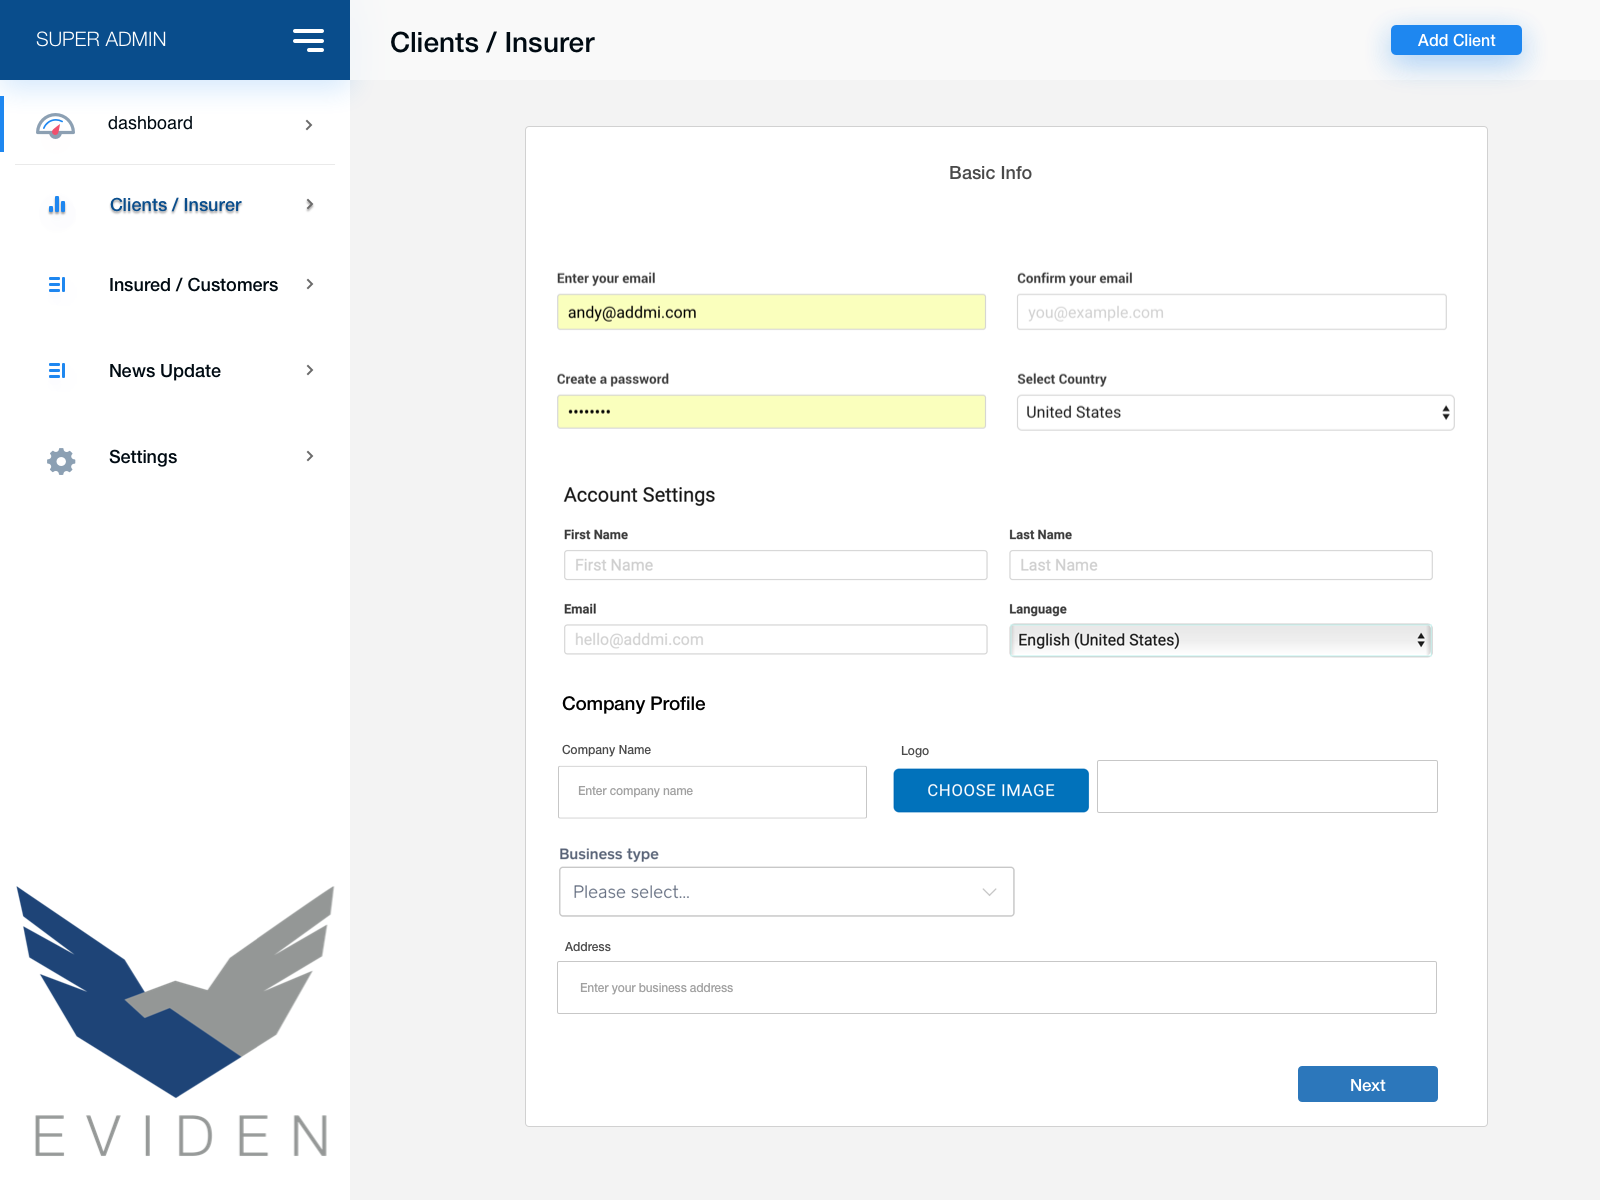 SUPER ADMIN
Clients / Insurer
Add Client
dashboard
Clients / Insurer
Insured / Customers
News Update
Settings
EVIDEN
Basic Info
Enter your email
Confirm your email
andy@addmi.com
you@example.com
Create a password
Select Country
••••••••
United States
Account Settings
First Name
Last Name
First Name
Last Name
Email
Language
hello@addmi.com
English (United States)
Company Profile
Company Name
Logo
Enter company name
CHOOSE IMAGE
Business type
Please select...
Address
Enter your business address
Next